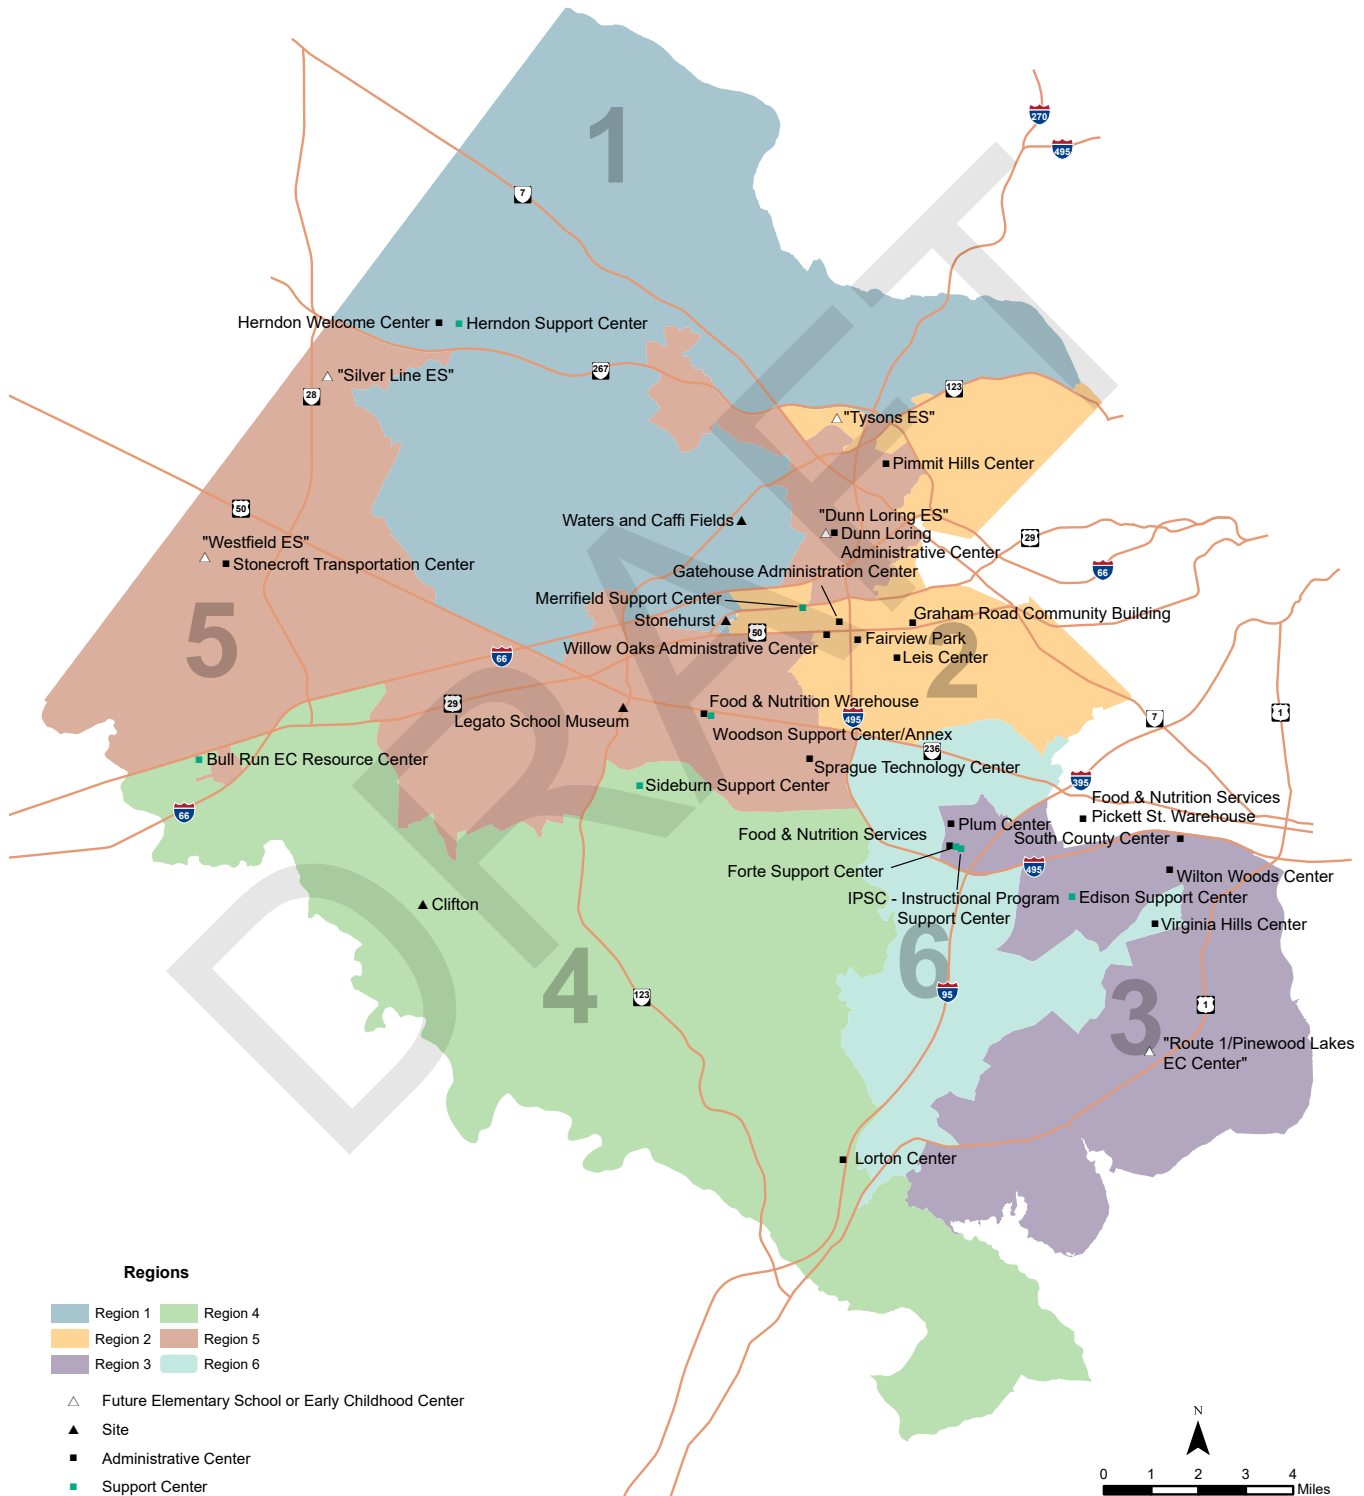 1
270
495
7
Herndon Welcome Center
Herndon Support Center
267
"Silver Line ES"
28
123
"Tysons ES"
Pimmit Hills Center
50
Waters and Caffi Fields
"Dunn Loring ES"
Dunn Loring
Administrative Center
29
"Westfield ES"
Stonecroft Transportation Center
Gatehouse Administration Center
66
Merrifield Support Center
Graham Road Community Building
Stonehurst
50
5
2
Fairview Park
Willow Oaks Administrative Center
Leis Center
66
29
Food & Nutrition Warehouse
Legato School Museum
495
7
1
Woodson Support Center/Annex
236
Bull Run EC Resource Center
Sprague Technology Center
395
Sideburn Support Center
Food & Nutrition Services
Pickett St. Warehouse
66
Plum Center
Food & Nutrition Services
South County Center
495
Forte Support Center
Wilton Woods Center
IPSC - Instructional Program
Support Center
Edison Support Center
Clifton
Virginia Hills Center
6
4
123
95
3
1
"Route 1/Pinewood Lakes
EC Center"
Lorton Center
DRAFT
Regions
Region 1
Region 4
Region 2
Region 5
Region 3
Region 6
Future Elementary School or Early Childhood Center
Site
Administrative Center
Support Center
N
0 1 2 3 4
Miles